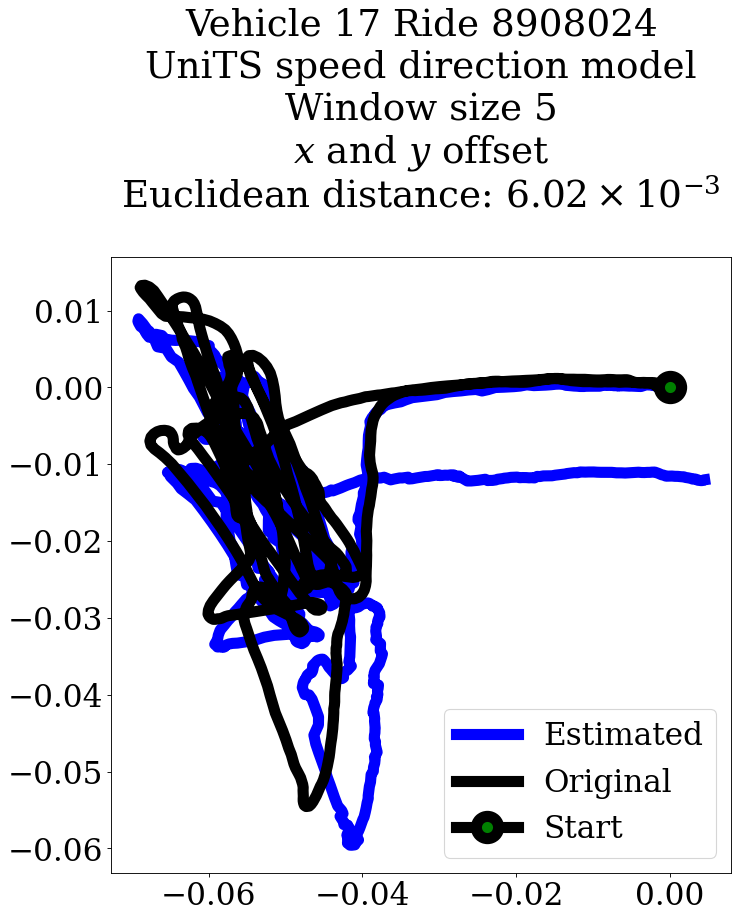 Vehicle 17 Ride 8908024
UniTS speed direction model
Window size 5
x and y offset
Euclidean distance: 6.02 × 10⁻³
0.01
0.00
−0.01
−0.02
−0.03
−0.04
−0.05
−0.06
Estimated
Original
Start
−0.06 −0.04 −0.02 0.00